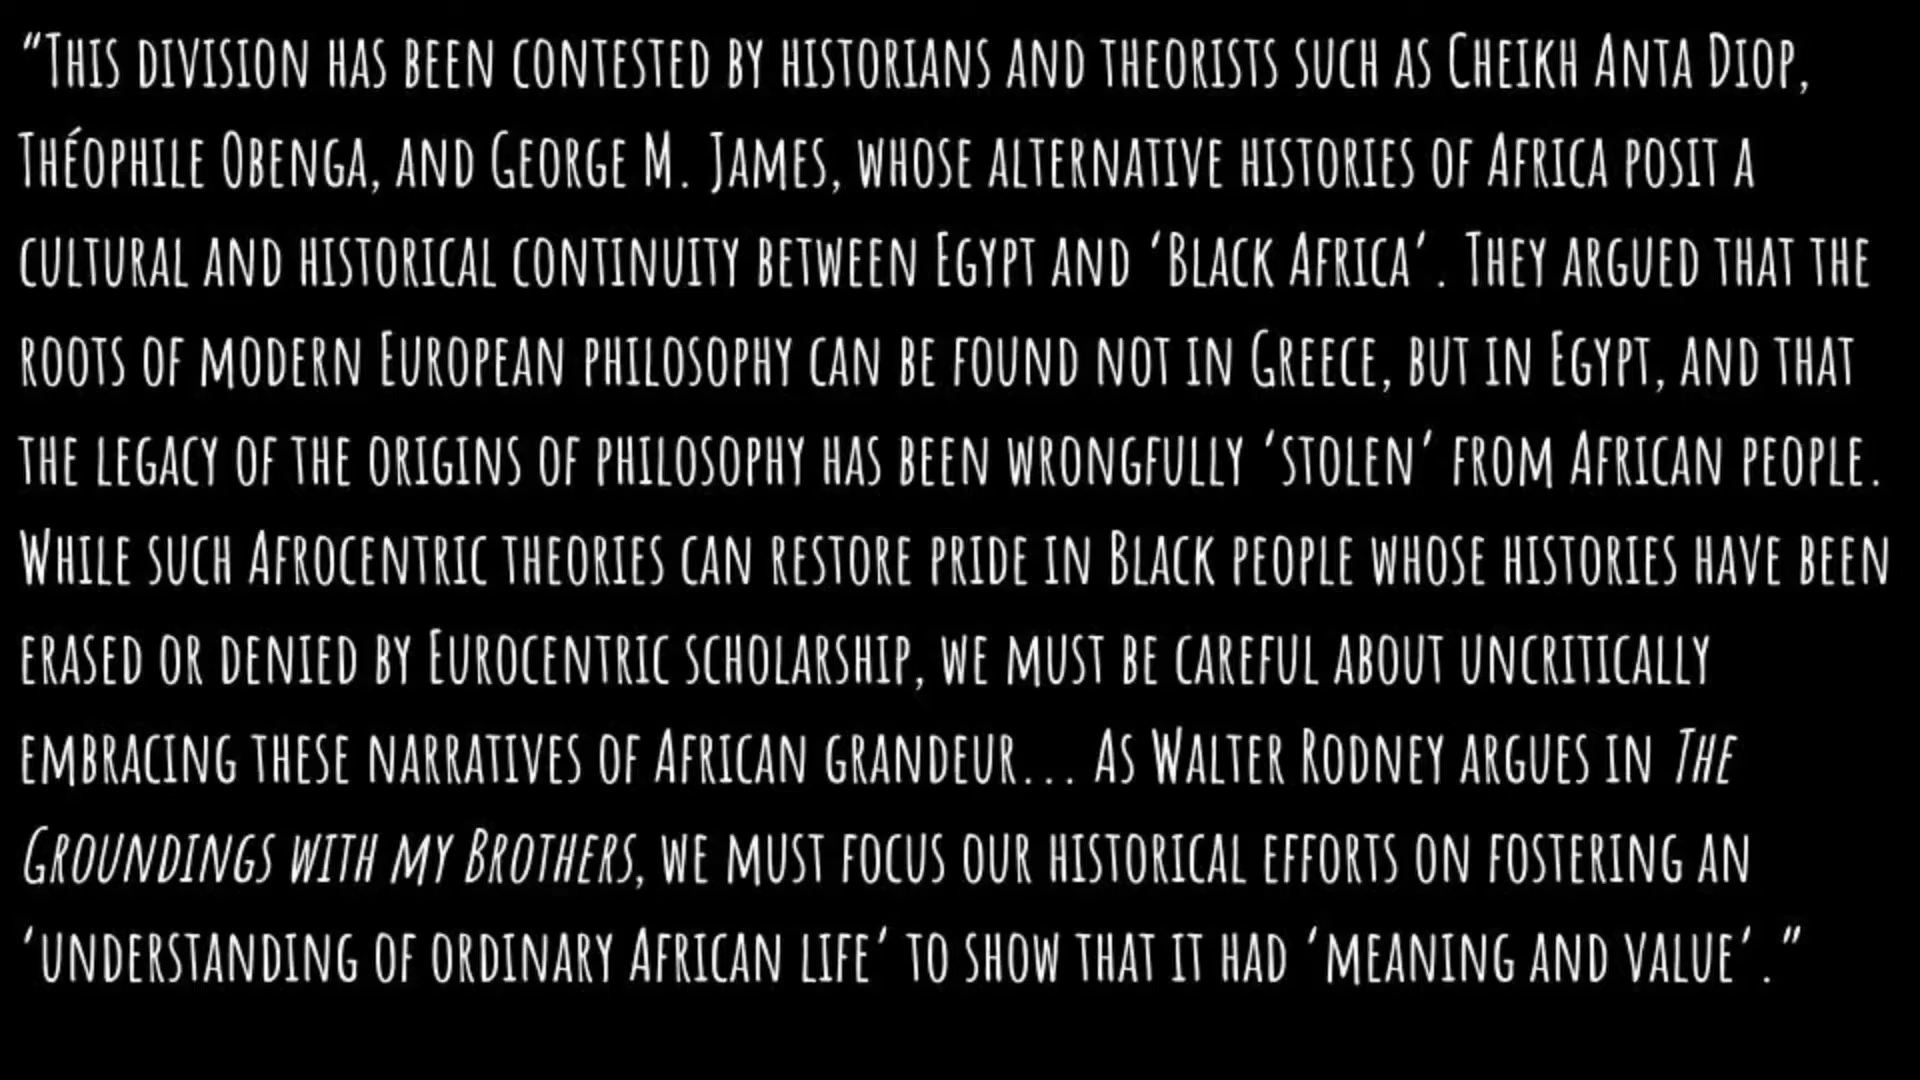 “This division has been contested by historians and theorists such as Cheikh Anta Diop,
Théophile Obenga, and George M. James, whose alternative histories of Africa posit a
cultural and historical continuity between Egypt and ‘Black Africa’. They argued that the
roots of modern European philosophy can be found not in Greece, but in Egypt, and that
the legacy of the origins of philosophy has been wrongfully ‘stolen’ from African people.
While such Afrocentric theories can restore pride in Black people whose histories have been
erased or denied by Eurocentric scholarship, we must be careful about uncritically
embracing these narratives of African grandeur... As Walter Rodney argues in The
Groundings with my Brothers, we must focus our historical efforts on fostering an
‘understanding of ordinary African life’ to show that it had ‘meaning and value’.”